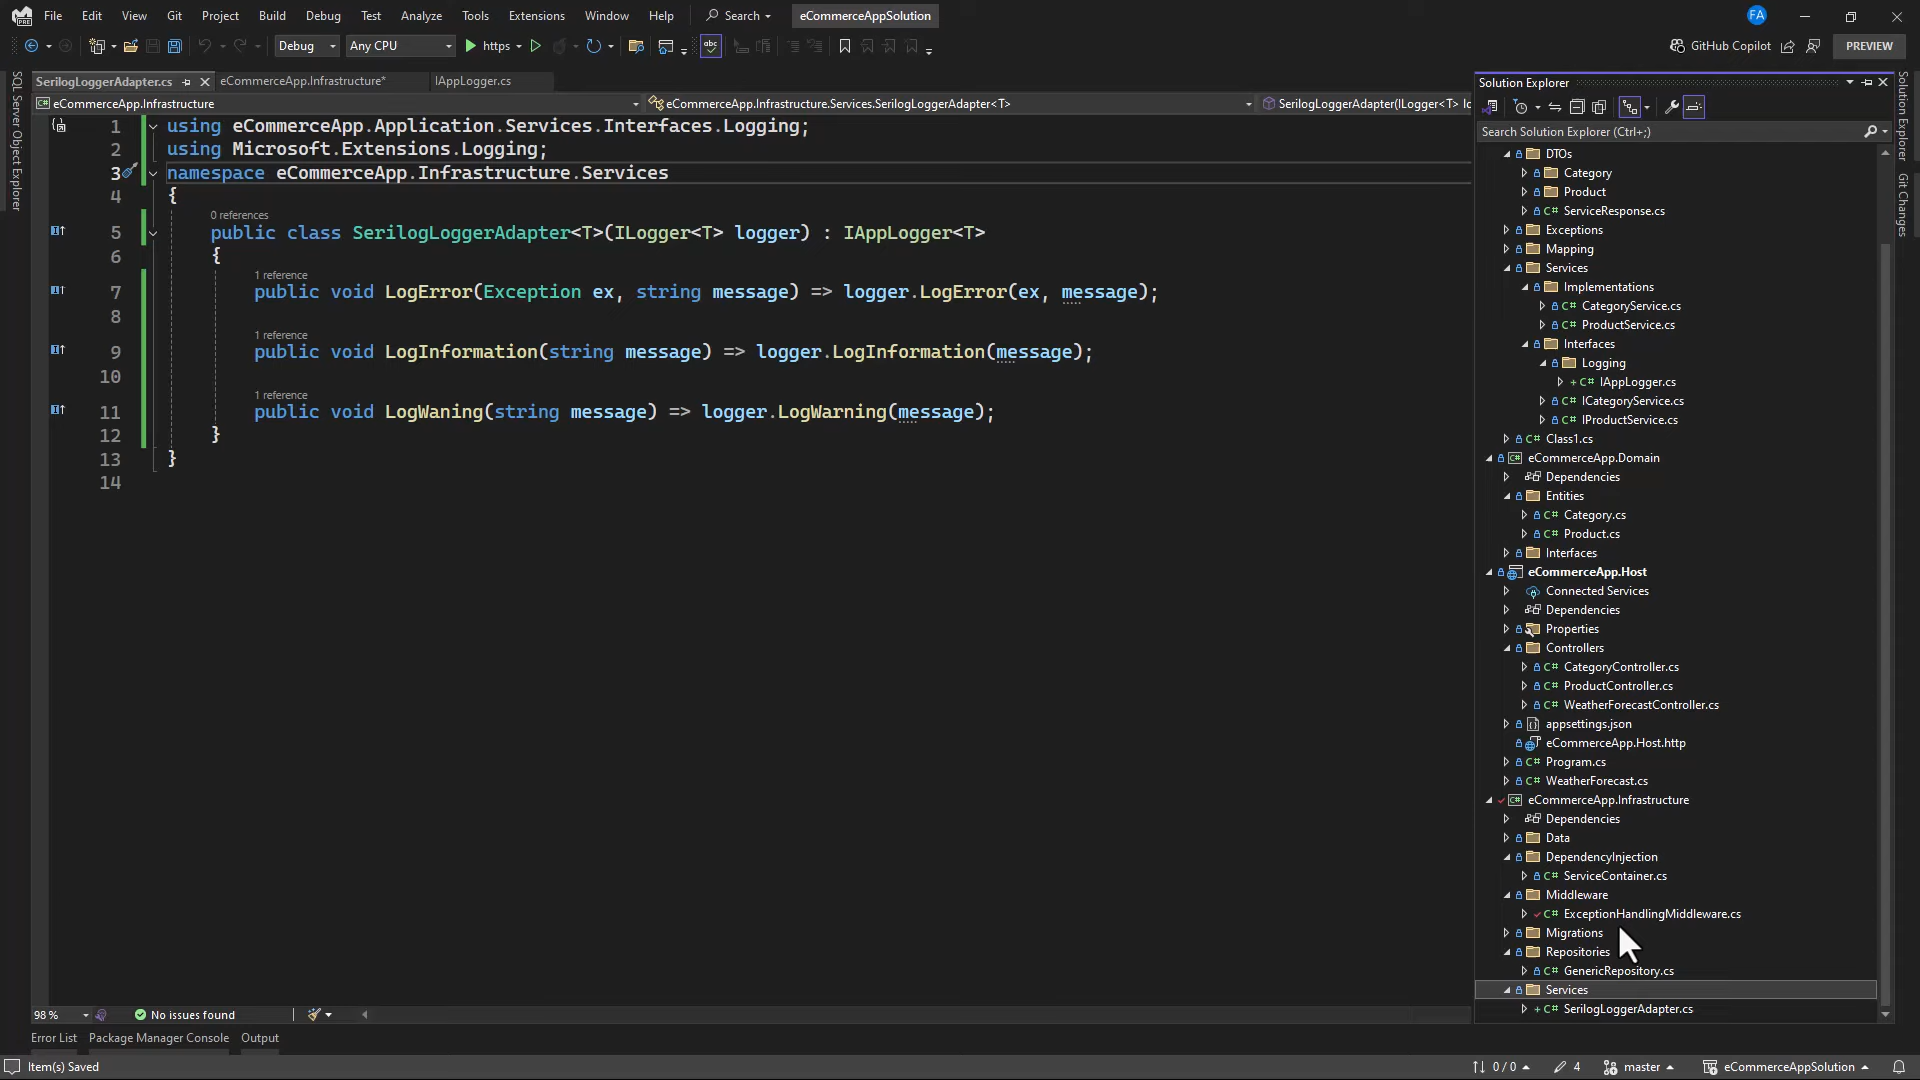 File Edit View Git Project Build Debug Test Analyze Tools Extensions Window Help Search eCommerceAppSolution FA
Debug Any CPU https GitHub Copilot PREVIEW
SQL Server Object Explorer
SerilogLoggerAdapter.cs eCommerceApp.Infrastructure* IAppLogger.cs
eCommerceApp.Infrastructure eCommerceApp.Infrastructure.Services.SerilogLoggerAdapter<T> SerilogLoggerAdapter(ILogger<T> lo
1 using eCommerceApp.Application.Services.Interfaces.Logging;
2 using Microsoft.Extensions.Logging;
3 namespace eCommerceApp.Infrastructure.Services
4 {
0 references
5 public class SerilogLoggerAdapter<T>(ILogger<T> logger) : IAppLogger<T>
6 {
1 reference
7 public void LogError(Exception ex, string message) => logger.LogError(ex, message);
8
1 reference
9 public void LogInformation(string message) => logger.LogInformation(message);
10
1 reference
11 public void LogWaning(string message) => logger.LogWarning(message);
12 }
13 }
14
98 % No issues found
Error List Package Manager Console Output
Solution Explorer
Search Solution Explorer (Ctrl+;)
DTOs
Category
Product
ServiceResponse.cs
Exceptions
Mapping
Services
Implementations
CategoryService.cs
ProductService.cs
Interfaces
Logging
IAppLogger.cs
ICategoryService.cs
IProductService.cs
Class1.cs
eCommerceApp.Domain
Dependencies
Entities
Category.cs
Product.cs
Interfaces
eCommerceApp.Host
Connected Services
Dependencies
Properties
Controllers
CategoryController.cs
ProductController.cs
WeatherForecastController.cs
appsettings.json
eCommerceApp.Host.http
Program.cs
WeatherForecast.cs
eCommerceApp.Infrastructure
Dependencies
Data
DependencyInjection
ServiceContainer.cs
Middleware
ExceptionHandlingMiddleware.cs
Migrations
Repositories
GenericRepository.cs
Services
SerilogLoggerAdapter.cs
Solution Explorer
Git Changes
Item(s) Saved 0 / 0 4 master eCommerceAppSolution